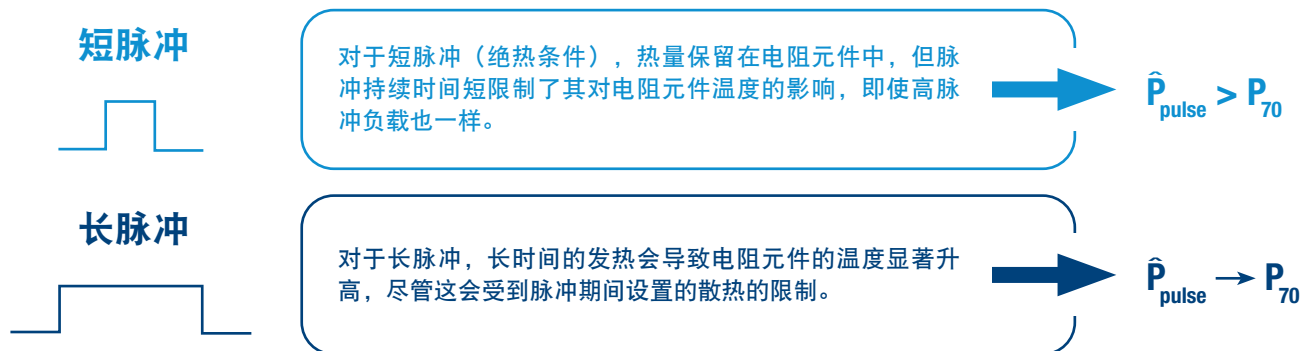 短脉冲
对于短脉冲（绝热条件），热量保留在电阻元件中，但脉
冲持续时间短限制了其对电阻元件温度的影响，即使高脉
冲负载也一样。
P̂pulse > P70
长脉冲
对于长脉冲，长时间的发热会导致电阻元件的温度显著升
高，尽管这会受到脉冲期间设置的散热的限制。
P̂pulse → P70